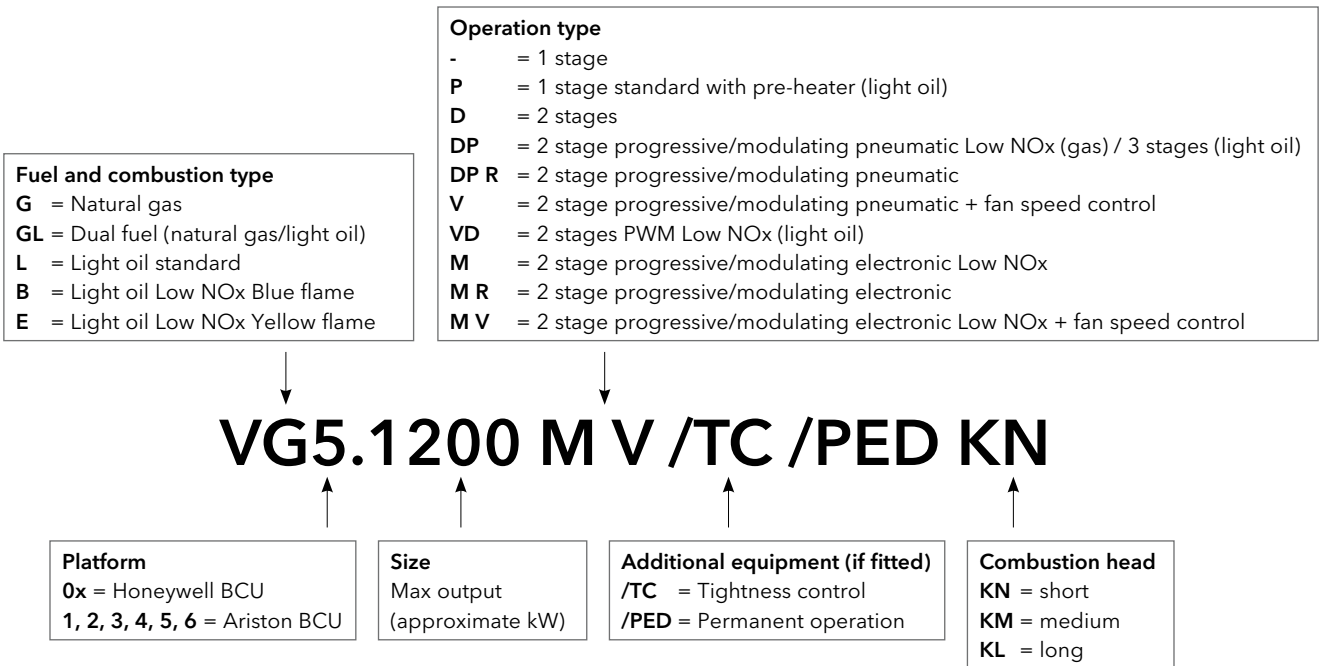 Operation type
- = 1 stage
P = 1 stage standard with pre-heater (light oil)
D = 2 stages
DP = 2 stage progressive/modulating pneumatic Low NOx (gas) / 3 stages (light oil)
DP R = 2 stage progressive/modulating pneumatic
V = 2 stage progressive/modulating pneumatic + fan speed control
VD = 2 stages PWM Low NOx (light oil)
M = 2 stage progressive/modulating electronic Low NOx
M R = 2 stage progressive/modulating electronic
M V = 2 stage progressive/modulating electronic Low NOx + fan speed control
Fuel and combustion type
G = Natural gas
GL = Dual fuel (natural gas/light oil)
L = Light oil standard
B = Light oil Low NOx Blue flame
E = Light oil Low NOx Yellow flame
VG5.1200 M V /TC /PED KN
Platform
0x = Honeywell BCU
1, 2, 3, 4, 5, 6 = Ariston BCU
Size
Max output
(approximate kW)
Additional equipment (if fitted)
/TC = Tightness control
/PED = Permanent operation
Combustion head
KN = short
KM = medium
KL = long